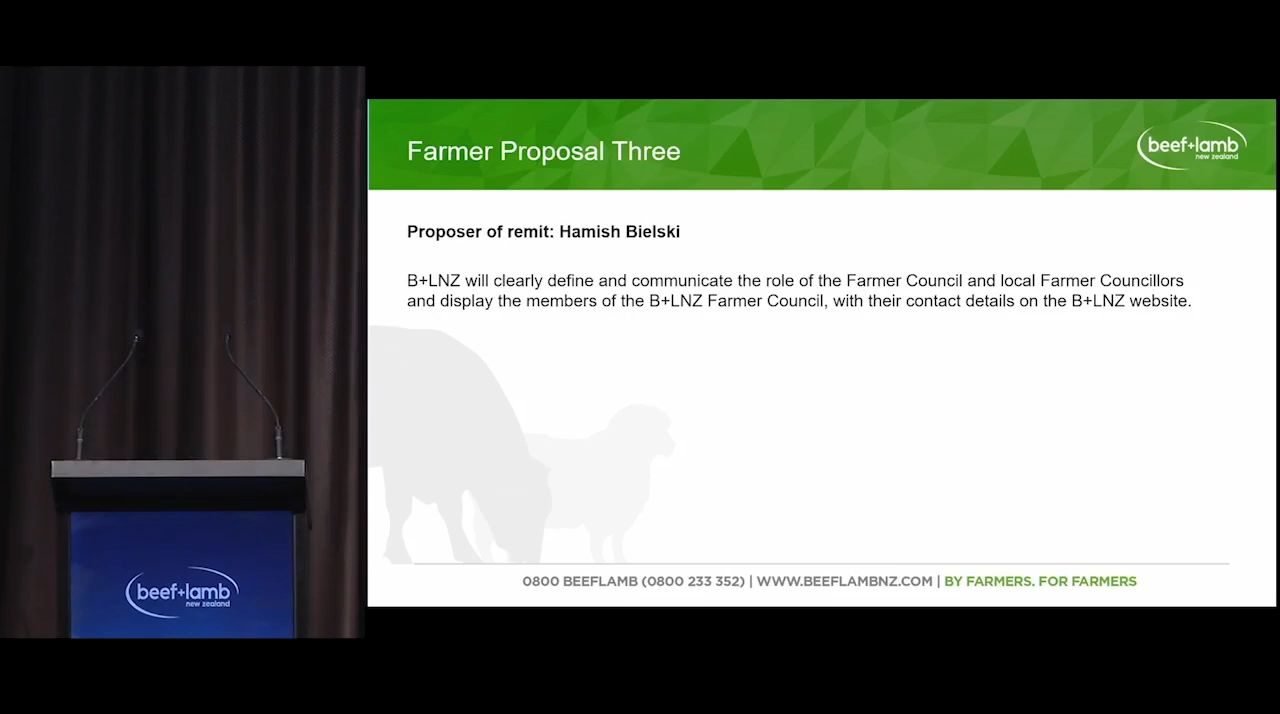 Farmer Proposal Three
beef+lamb
new zealand
Proposer of remit: Hamish Bielski
B+LNZ will clearly define and communicate the role of the Farmer Council and local Farmer Councillors
and display the members of the B+LNZ Farmer Council, with their contact details on the B+LNZ website.
0800 BEEFLAMB (0800 233 352) | WWW.BEEFLAMBNZ.COM | BY FARMERS. FOR FARMERS
beef+lamb
new zealand